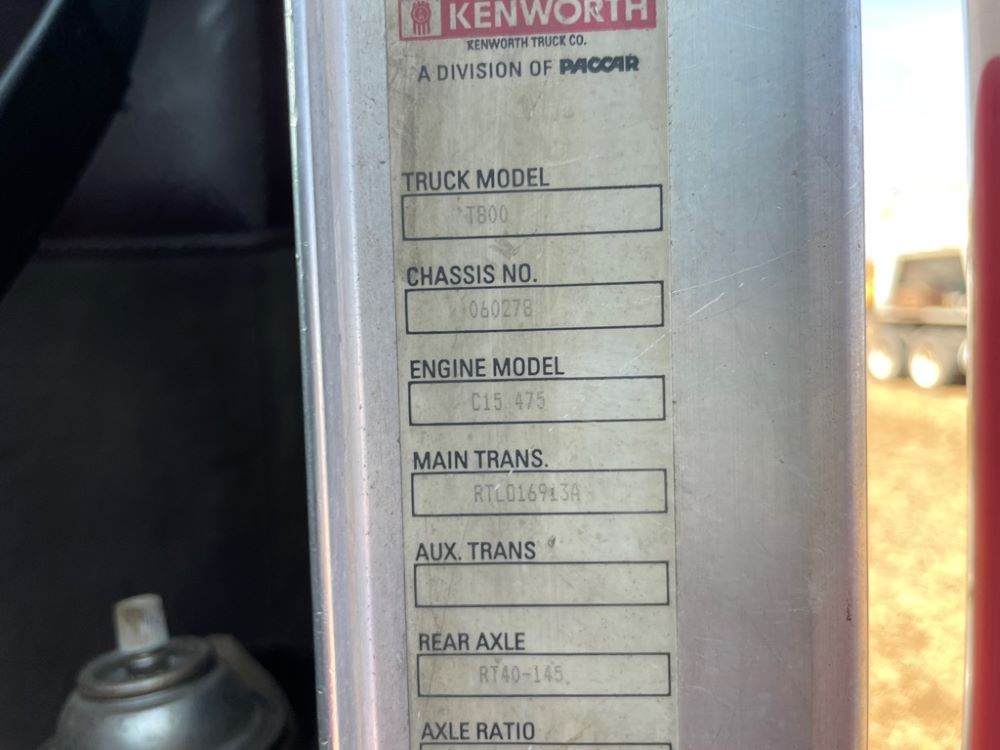 KENWORTH
KENWORTH TRUCK CO.
A DIVISION OF PACCAR
TRUCK MODEL
T800
CHASSIS NO.
060278
ENGINE MODEL
C15 475
MAIN TRANS.
RTLO16913A
AUX. TRANS
REAR AXLE
RT40-145
AXLE RATIO